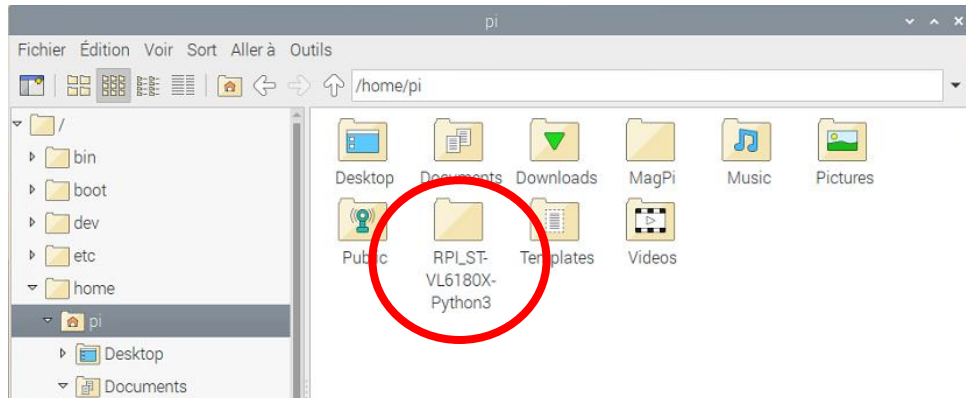 pi
Fichier Édition Voir Sort Aller à Outils
/home/pi
/
bin
boot
dev
etc
home
pi
Desktop
Documents
Desktop Documents Downloads MagPi Music Pictures
Public RPI_ST- Templates Videos
VL6180X-
Python3